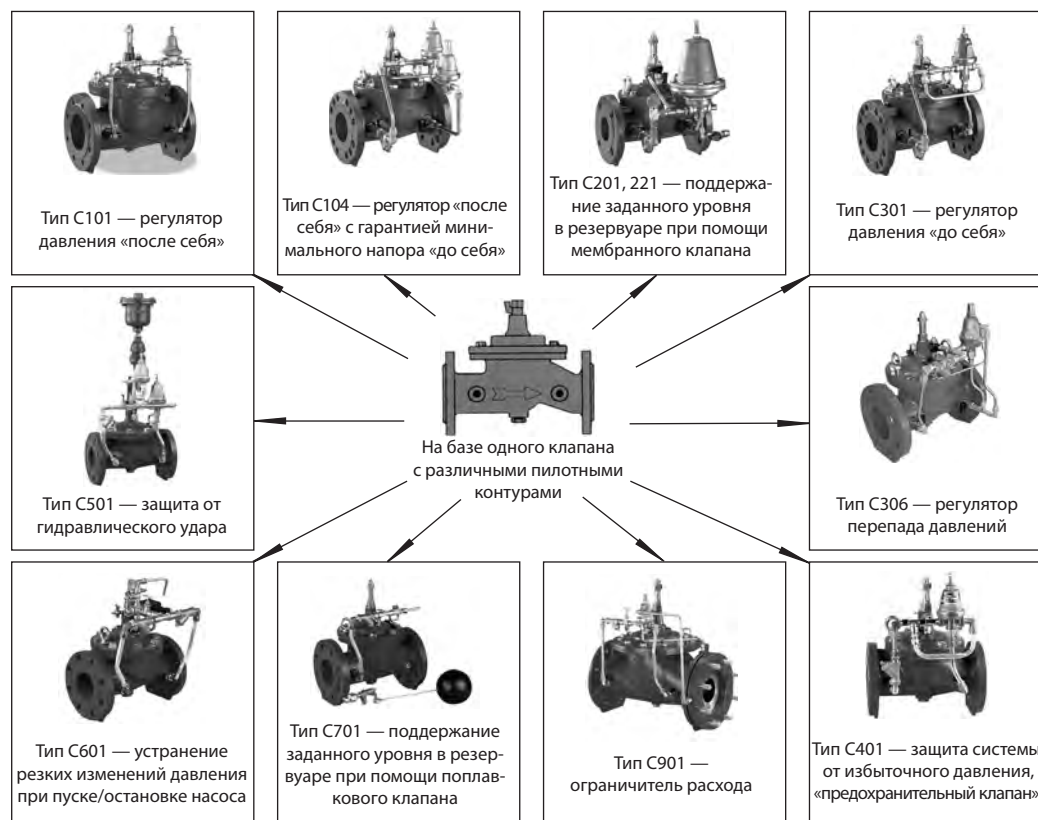 Тип С101 — регулятор
давления «после себя»
Тип С104 — регулятор «после
себя» с гарантией мини-
мального напора «до себя»
Тип С201, 221 — поддержа-
ние заданного уровня
в резервуаре при помощи
мембранного клапана
Тип С301 — регулятор
давления «до себя»
Тип С501 — защита от
гидравлического удара
На базе одного клапана
с различными пилотными
контурами
Тип С306 — регулятор
перепада давлений
Тип С601 — устранение
резких изменений давления
при пуске/остановке насоса
Тип С701 — поддержание
заданного уровня в резер-
вуаре при помощи поплав-
кового клапана
Тип С901 —
ограничитель расхода
Тип С401 — защита системы
от избыточного давления,
«предохранительный клапан»